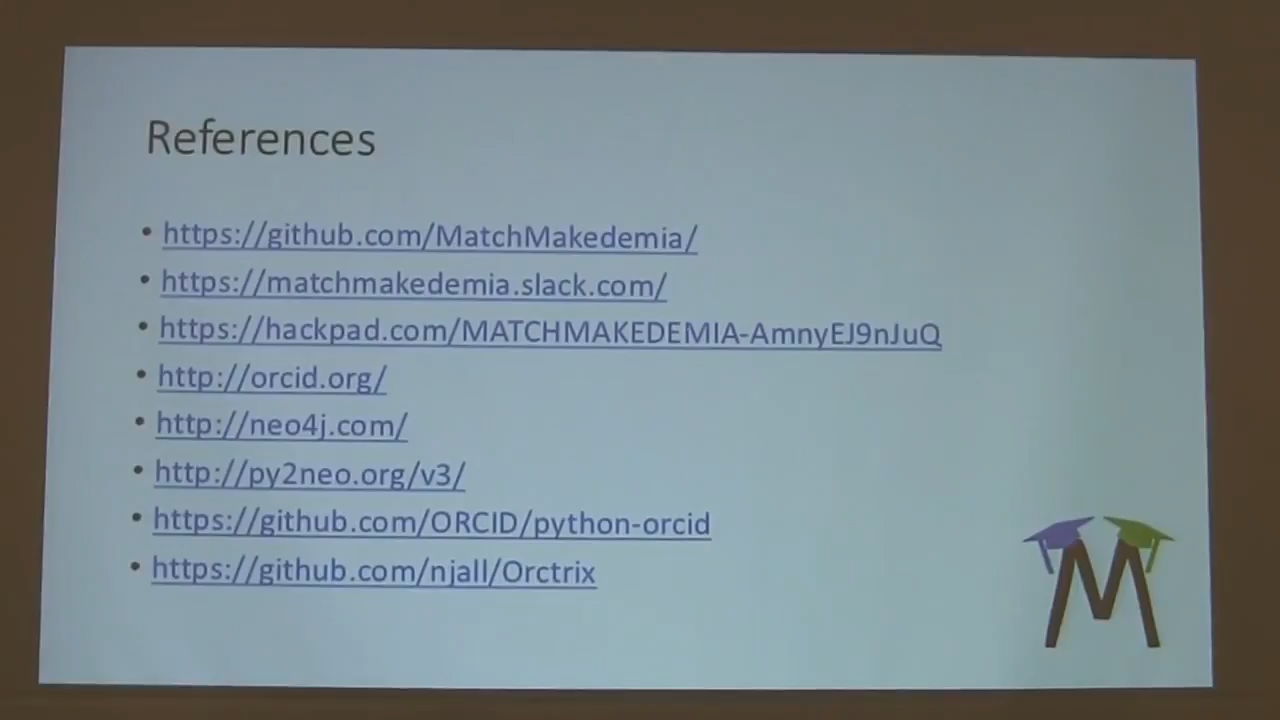 References
• https://github.com/MatchMakedemia/
• https://matchmakedemia.slack.com/
• https://hackpad.com/MATCHMAKEDEMIA-AmnyEJ9nJuQ
• http://orcid.org/
• http://neo4j.com/
• http://py2neo.org/v3/
• https://github.com/ORCID/python-orcid
• https://github.com/njall/Orctrix
M